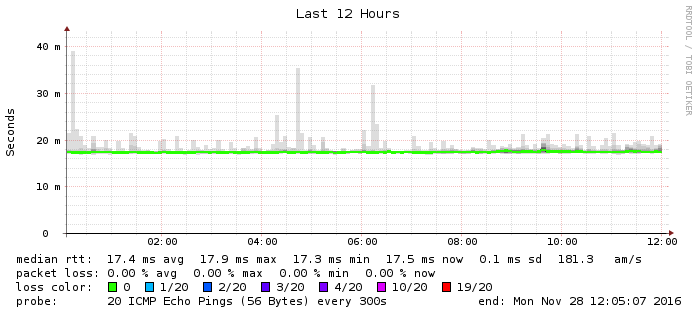 Last 12 Hours
RRDTOOL / TOBI OETIKER
Seconds
40 m
30 m
20 m
10 m
0
02:00 04:00 06:00 08:00 10:00 12:00
median rtt: 17.4 ms avg 17.9 ms max 17.3 ms min 17.5 ms now 0.1 ms sd 181.3 am/s
packet loss: 0.00 % avg 0.00 % max 0.00 % min 0.00 % now
loss color: 0 1/20 2/20 3/20 4/20 10/20 19/20
probe: 20 ICMP Echo Pings (56 Bytes) every 300s end: Mon Nov 28 12:05:07 2016